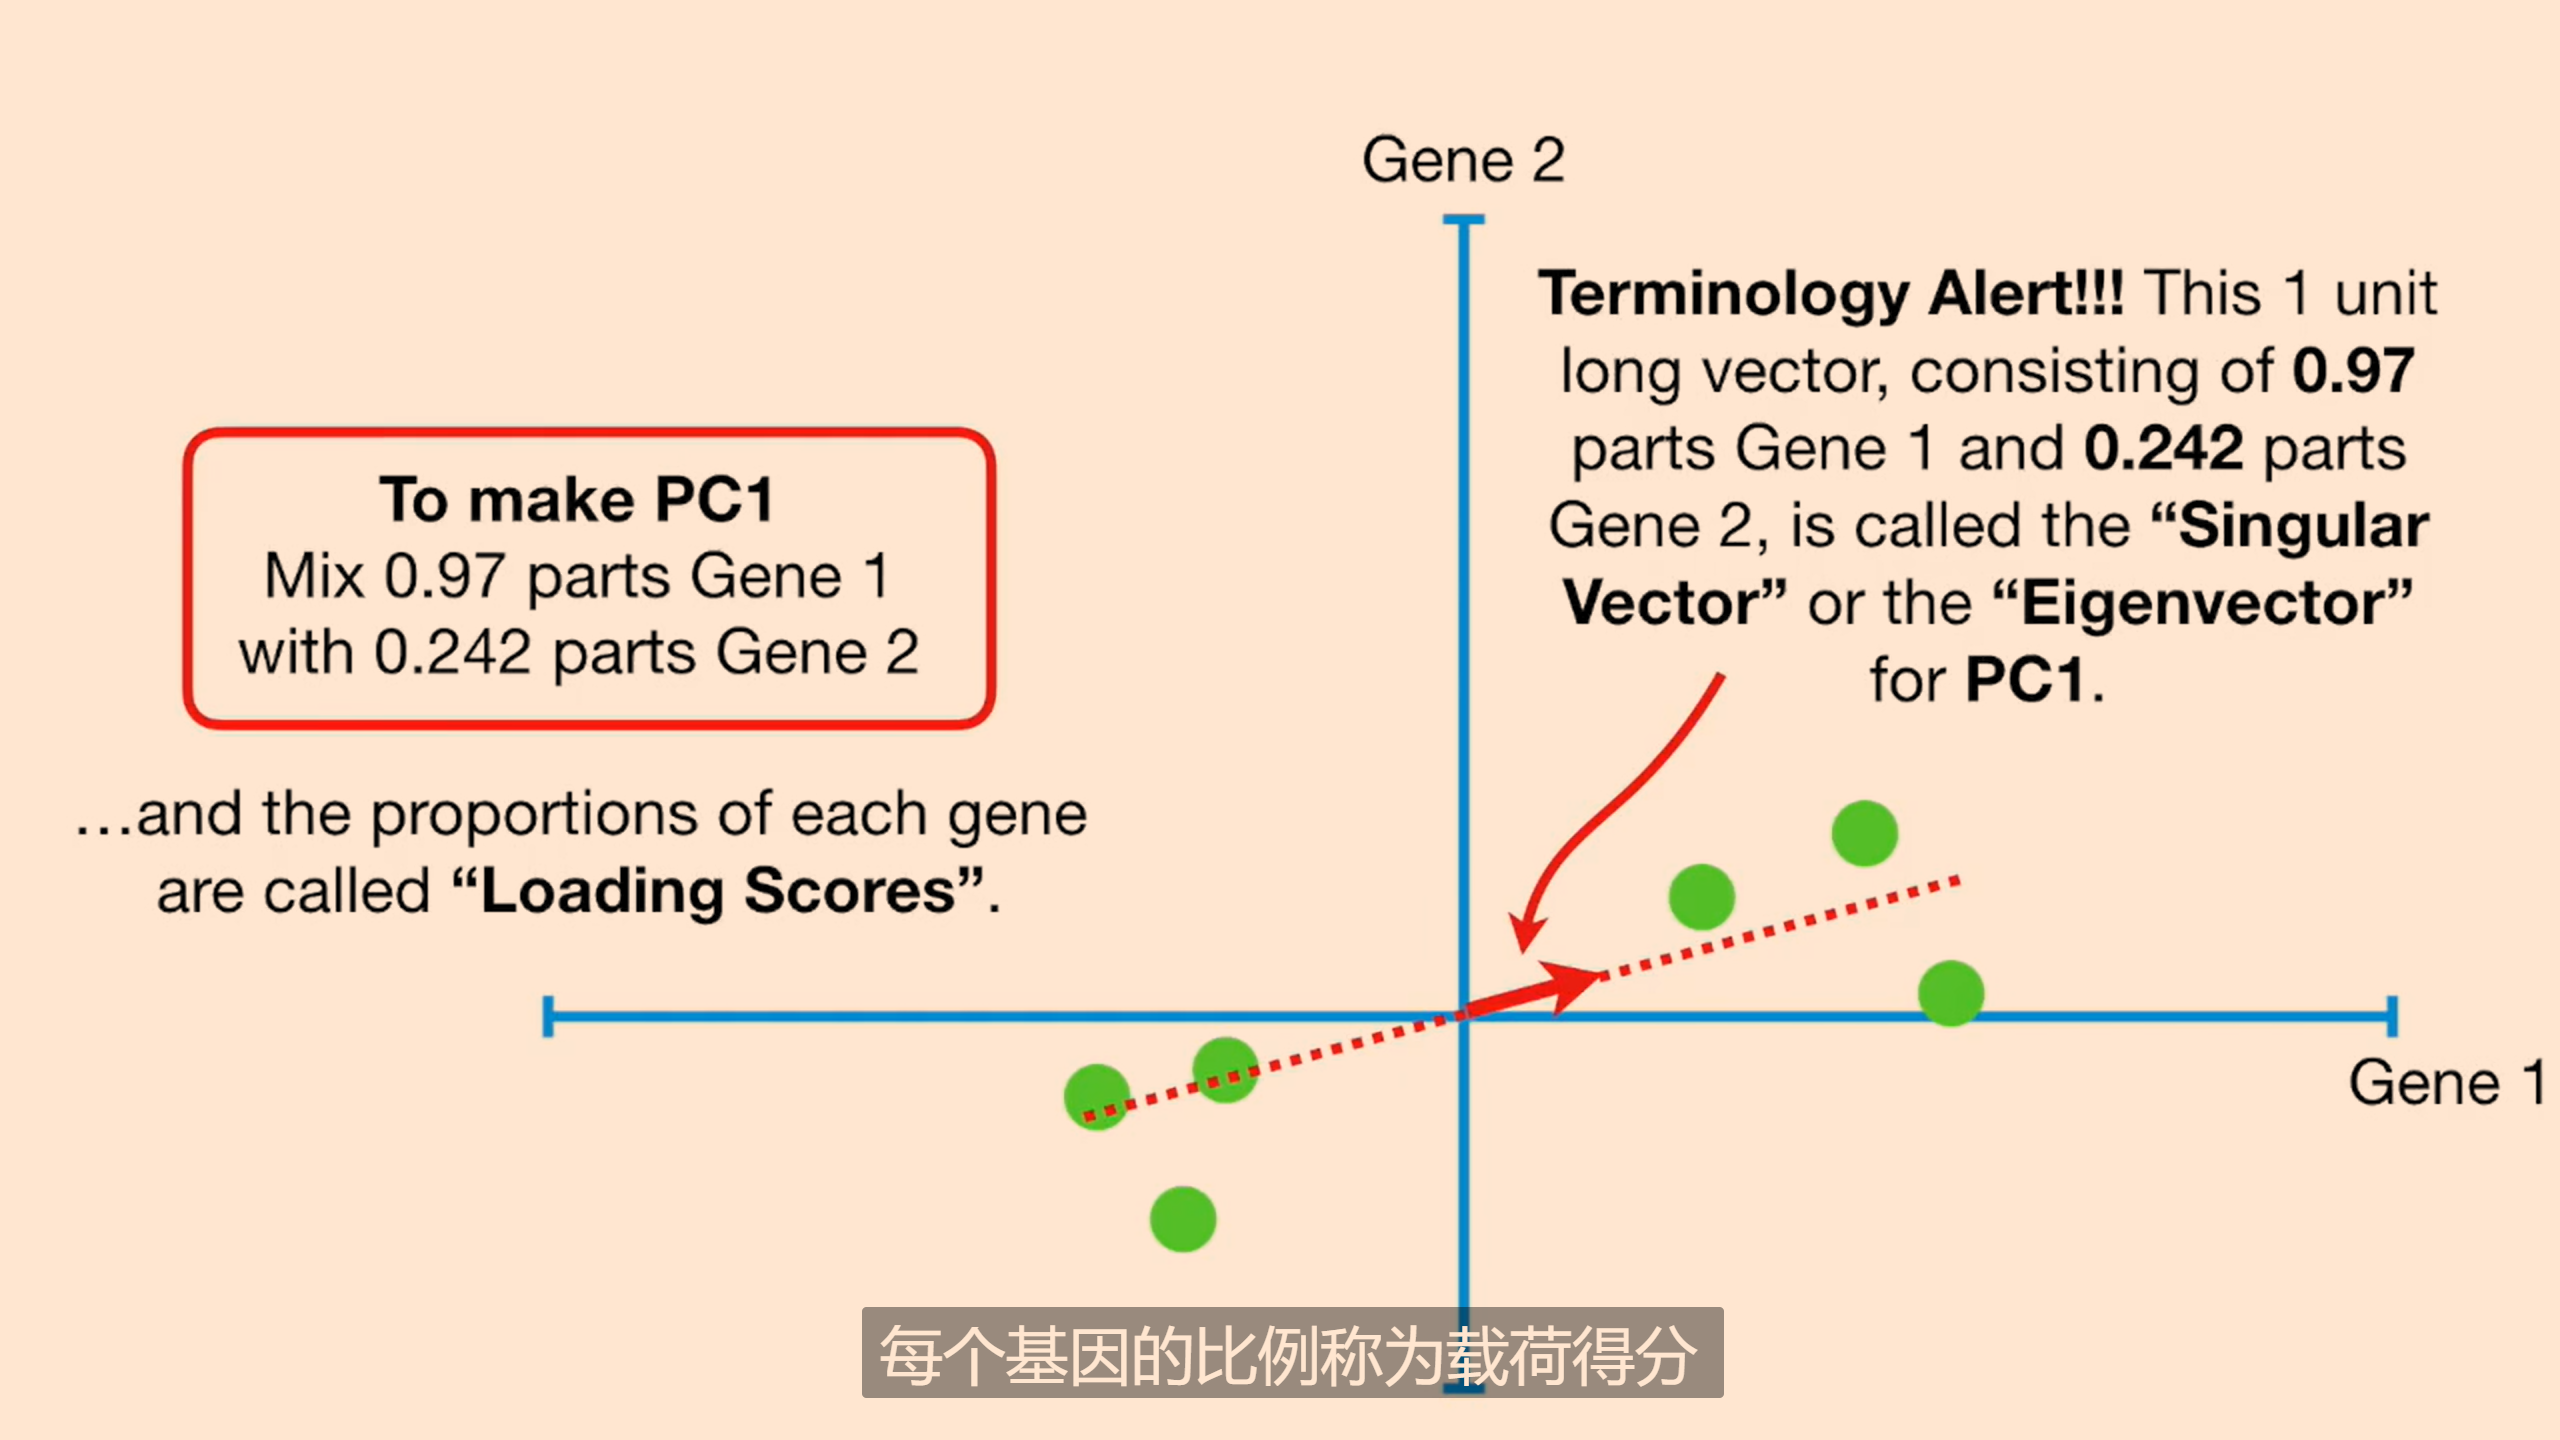 Gene 2
Terminology Alert!!! This 1 unit
long vector, consisting of 0.97
parts Gene 1 and 0.242 parts
Gene 2, is called the “Singular
Vector” or the “Eigenvector”
for PC1.
To make PC1
Mix 0.97 parts Gene 1
with 0.242 parts Gene 2
…and the proportions of each gene
are called “Loading Scores”.
Gene 1
每个基因的比例称为载荷得分